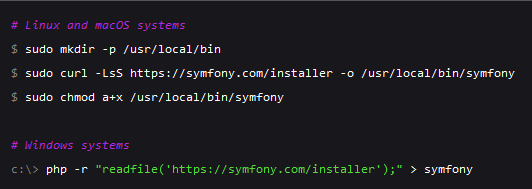 # Linux and macOS systems
$ sudo mkdir -p /usr/local/bin
$ sudo curl -LsS https://symfony.com/installer -o /usr/local/bin/symfony
$ sudo chmod a+x /usr/local/bin/symfony
# Windows systems
c:\> php -r "readfile('https://symfony.com/installer');" > symfony